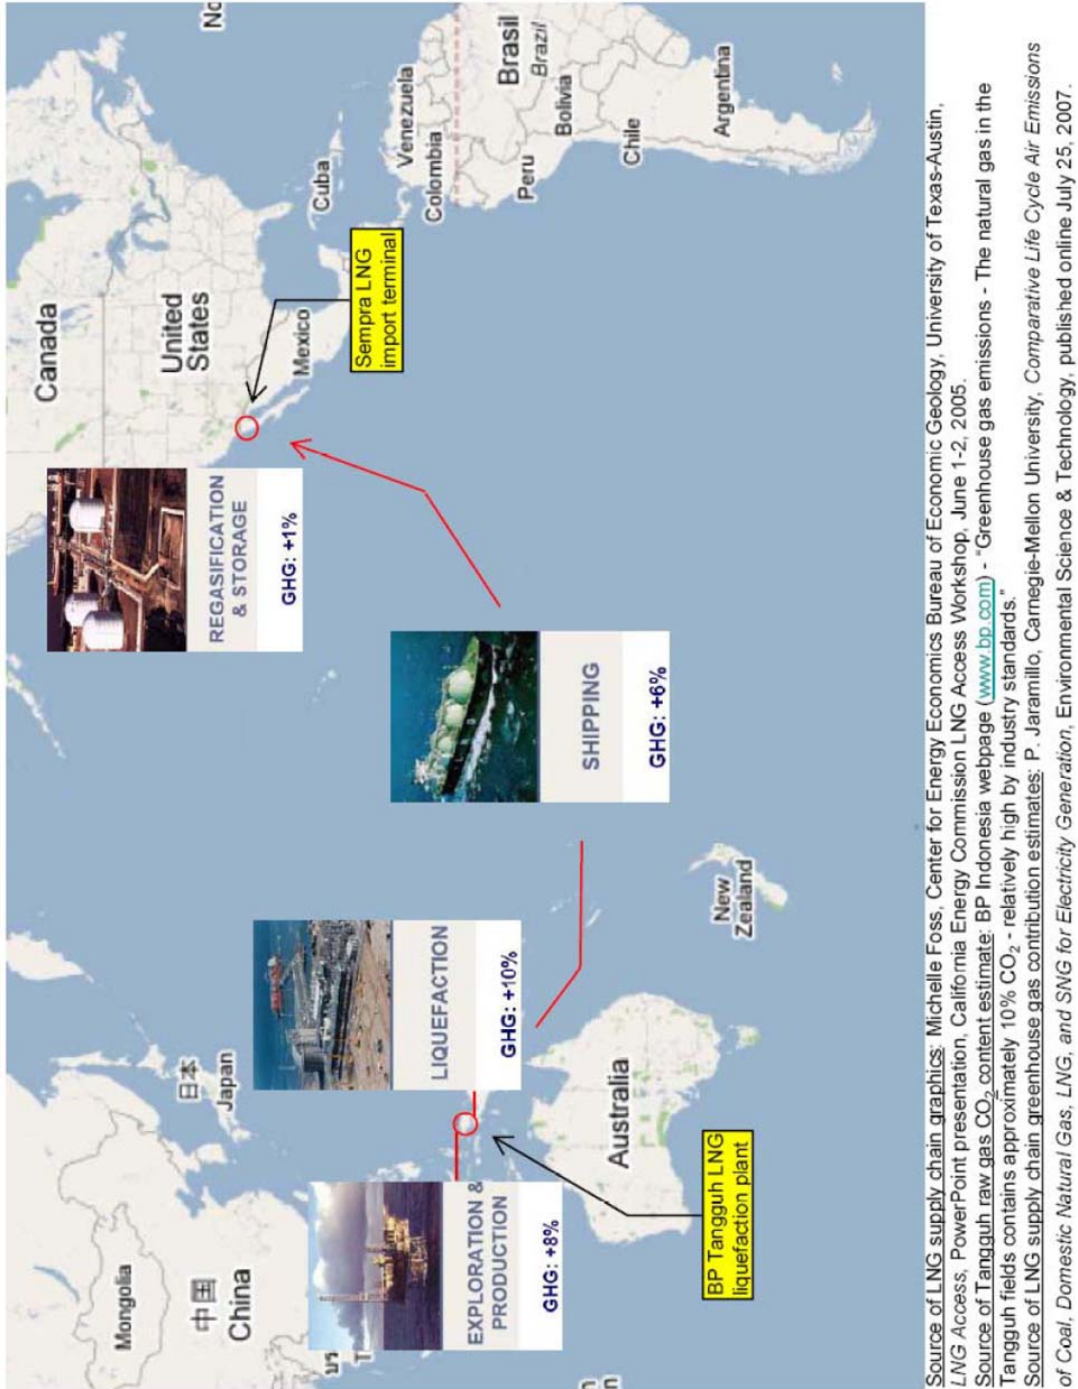 Mongolia
中国
China
日本
Japan
EXPLORATION &
PRODUCTION
GHG: +8%
LIQUEFACTION
GHG: +10%
BP Tangguh LNG
liquefaction plant
Australia
New
Zealand
SHIPPING
GHG: +6%
REGASIFICATION
& STORAGE
GHG: +1%
Canada
United
States
Mexico
Sempra LNG
import terminal
Cuba
Venezuela
Colombia
Brasil
Brazil
Peru
Bolivia
Chile
Argentina
No
Source of LNG supply chain graphics: Michelle Foss, Center for Energy Economics Bureau of Economic Geology, University of Texas-Austin,
LNG Access, PowerPoint presentation, California Energy Commission LNG Access Workshop, June 1-2, 2005.
Source of Tangguh raw gas CO2 content estimate: BP Indonesia webpage (www.bp.com) - “Greenhouse gas emissions - The natural gas in the
Tangguh fields contains approximately 10% CO2 - relatively high by industry standards.”
Source of LNG supply chain greenhouse gas contribution estimates: P. Jaramillo, Carnegie-Mellon University, Comparative Life Cycle Air Emissions
of Coal, Domestic Natural Gas, LNG, and SNG for Electricity Generation, Environmental Science & Technology, published online July 25, 2007.